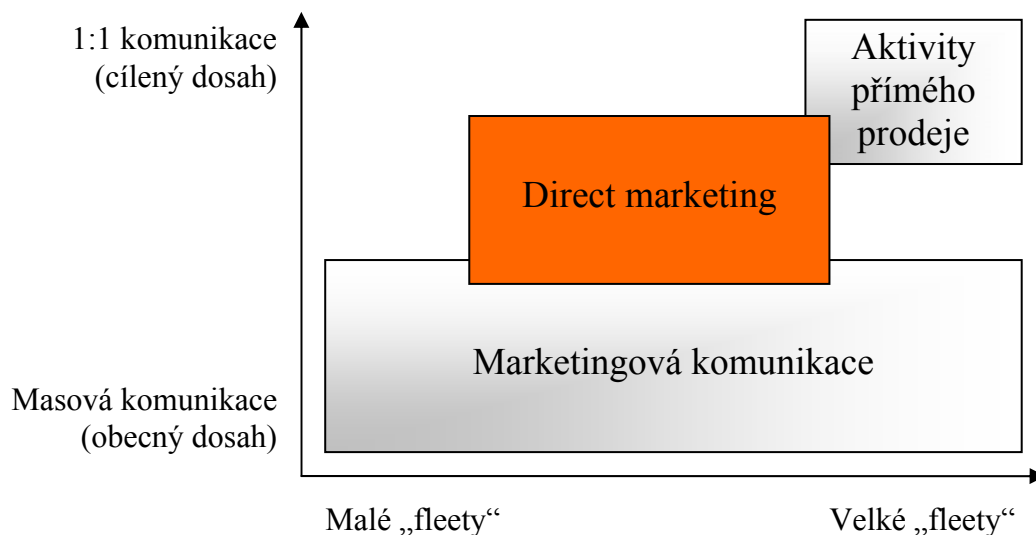 1:1 komunikace
(cílený dosah)
Aktivity
přímého
prodeje
Direct marketing
Marketingová komunikace
Masová komunikace
(obecný dosah)
Malé „fleety“
Velké „fleety“